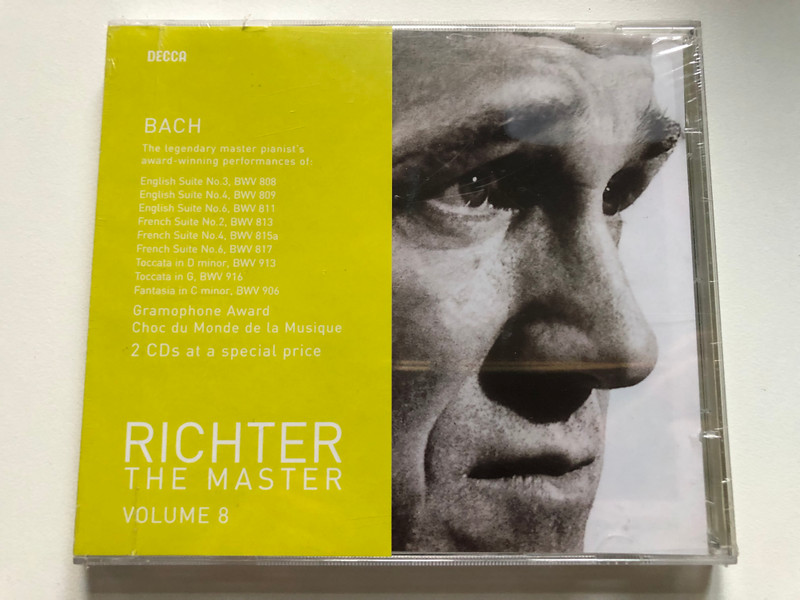 DECCA
BACH
The legendary master pianist's
award-winning performances of:
English Suite No.3, BWV 808
English Suite No.4, BWV 809
English Suite No.6, BWV 811
French Suite No.2, BWV 813
French Suite No.4, BWV 815a
French Suite No.6, BWV 817
Toccata in D minor, BWV 913
Toccata in G, BWV 916
Fantasia in C minor, BWV 906
Gramophone Award
Choc du Monde de la Musique
2 CDs at a special price
RICHTER
THE MASTER
VOLUME 8